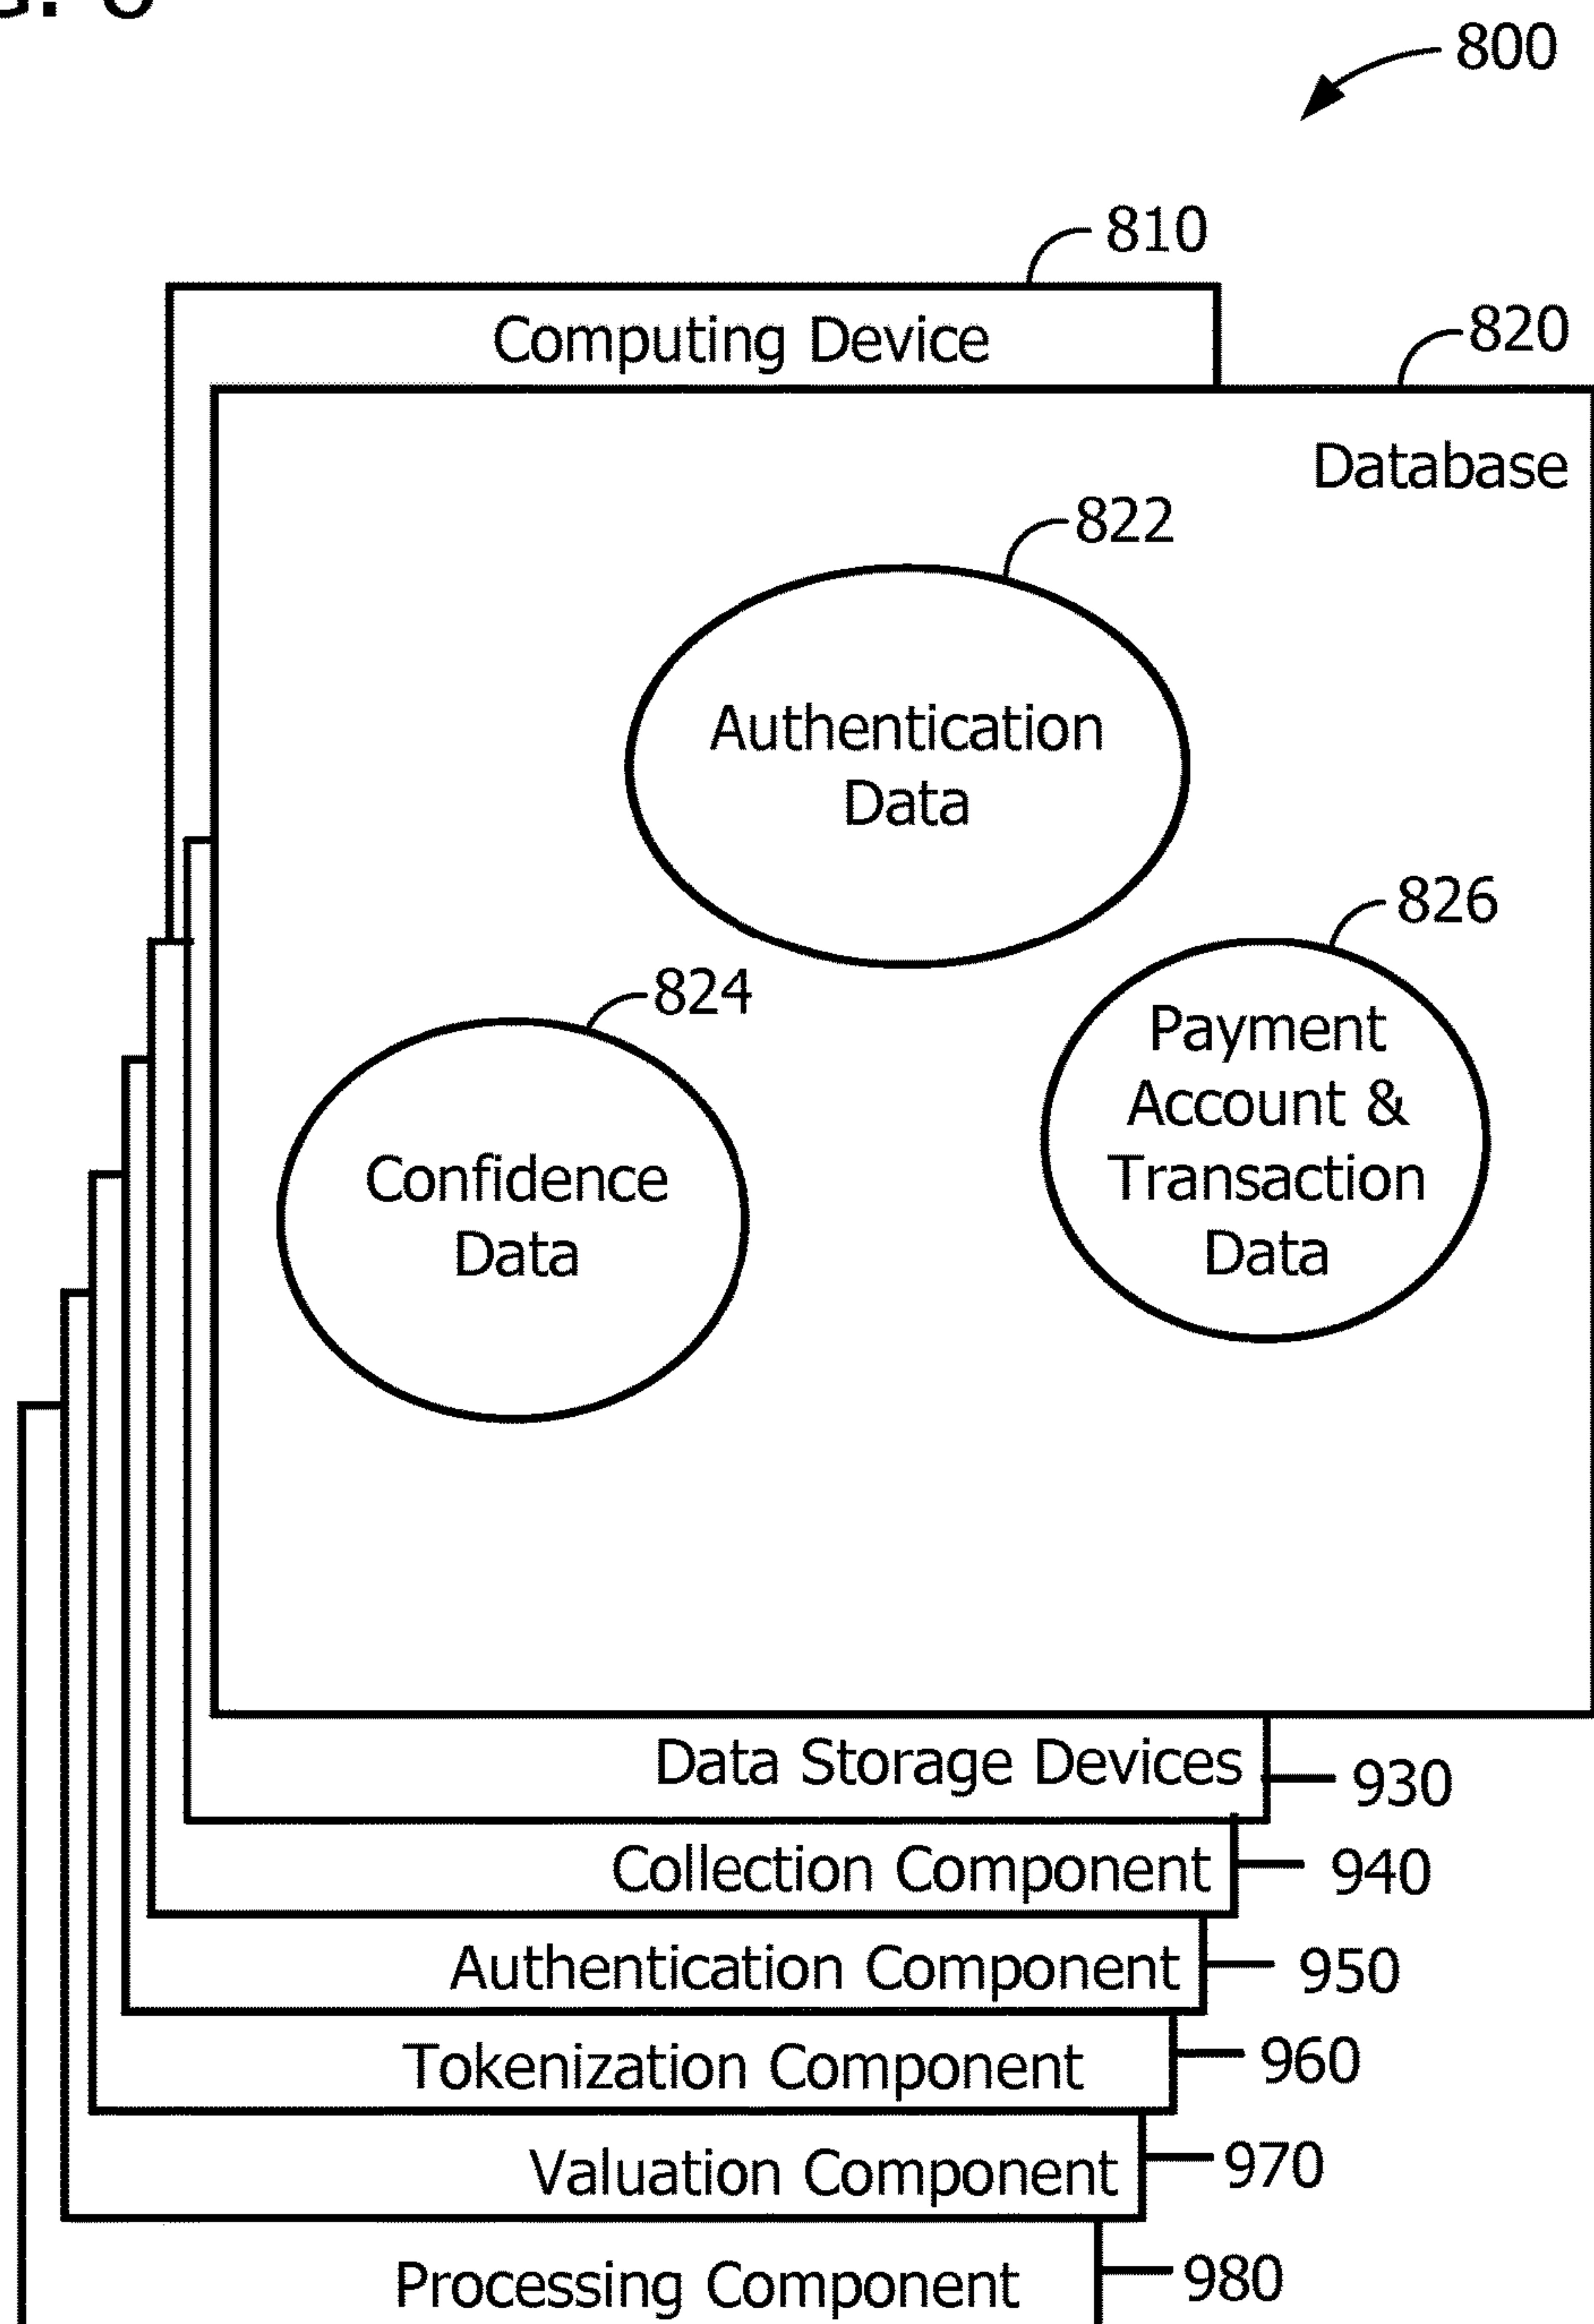 G. 8
800
810
Computing Device
820
Database
822
Authentication
Data
826
824
Payment
Account &
Transaction
Data
Confidence
Data
Data Storage Devices
930
Collection Component
940
Authentication Component
950
Tokenization Component
960
Valuation Component
970
Processing Component
980